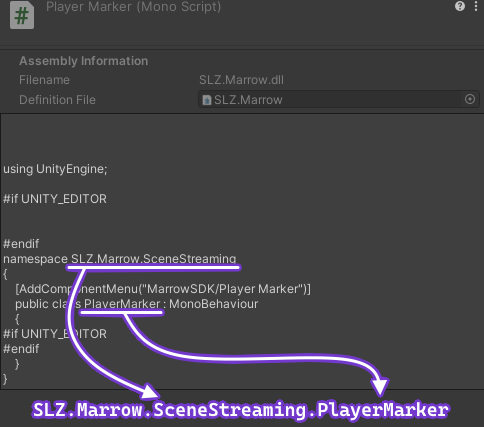 Player Marker (Mono Script)
Assembly Information
Filename SLZ.Marrow.dll
Definition File SLZ.Marrow
using UnityEngine;
#if UNITY_EDITOR
#endif
namespace SLZ.Marrow.SceneStreaming
{
[AddComponentMenu("MarrowSDK/Player Marker")]
public class PlayerMarker : MonoBehaviour
{
#if UNITY_EDITOR
#endif
}
}
SLZ.Marrow.SceneStreaming.PlayerMarker